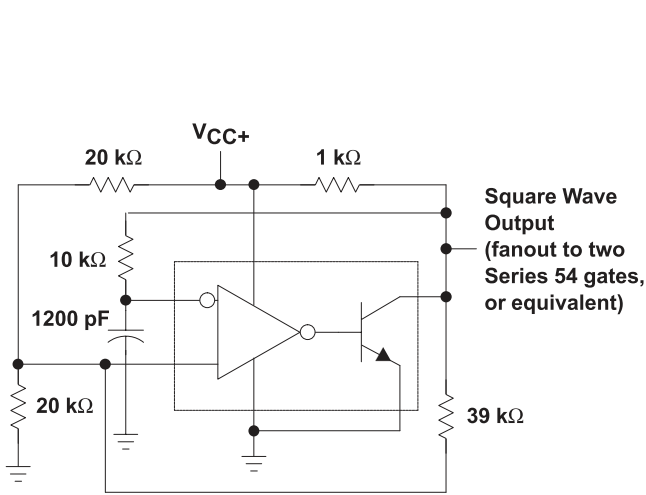 VCC+
20 kΩ
1 kΩ
Square Wave
Output
(fanout to two
Series 54 gates,
or equivalent)
10 kΩ
1200 pF
20 kΩ
39 kΩ